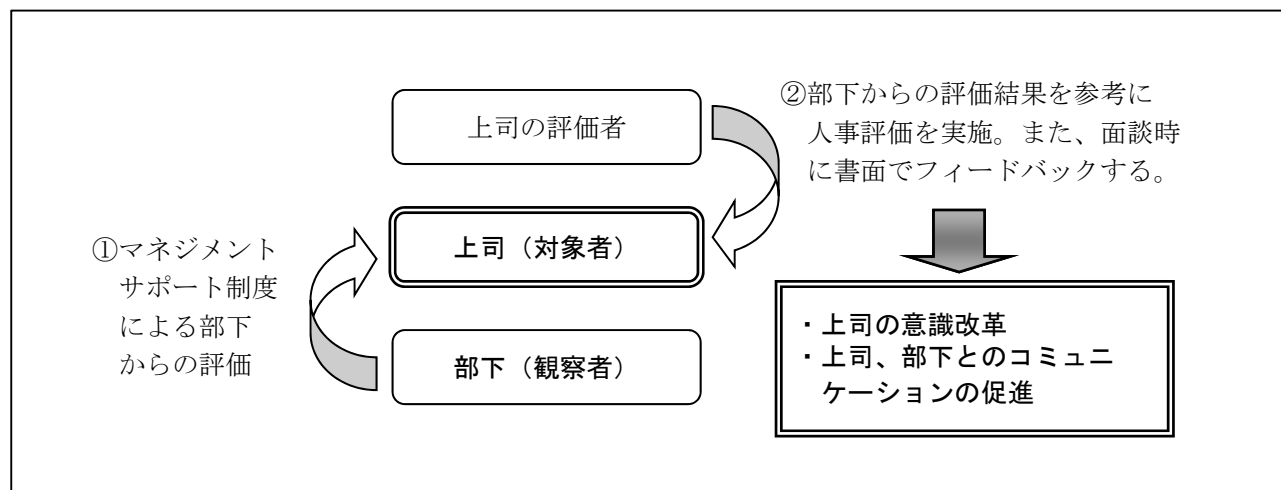 上司の評価者
②部下からの評価結果を参考に
人事評価を実施。また、面談時
に書面でフィードバックする。
上司(対象者)
①マネジメント
サポート制度
による部下
からの評価
部下(観察者)
・上司の意識改革
・上司、部下とのコミュニ
ケーションの促進